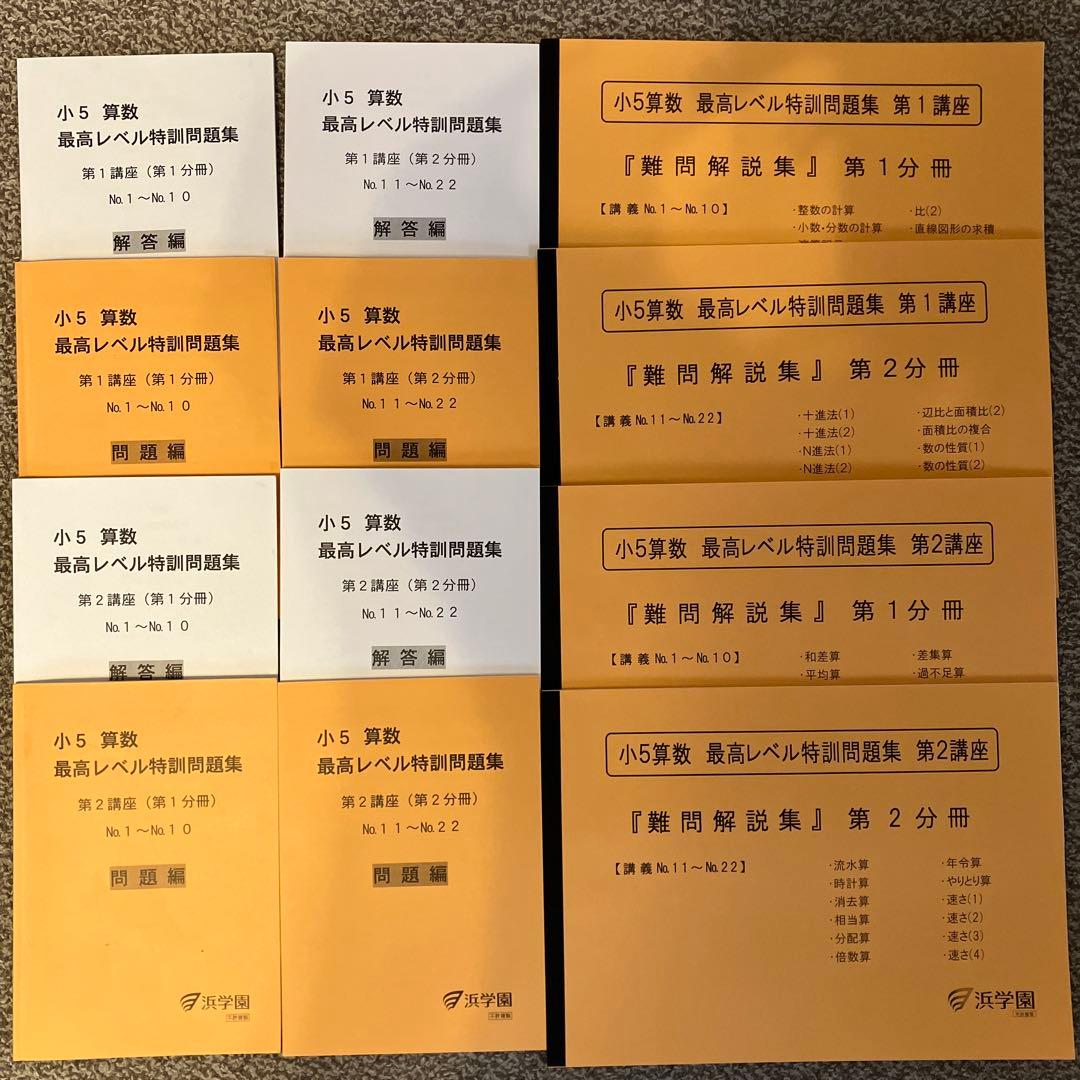 小5 算数
最高レベル特訓問題集
第1講座（第1分冊）
No.1～No.10
解答編
小5 算数
最高レベル特訓問題集
第1講座（第2分冊）
No.11～No.22
解答編
小5算数 最高レベル特訓問題集 第1講座
『難問解説集』 第1分冊
【講義No.1～No.10】
・整数の計算
・小数・分数の計算
・比(2)
・直線図形の求積
小5 算数
最高レベル特訓問題集
第1講座（第1分冊）
No.1～No.10
問題編
小5 算数
最高レベル特訓問題集
第1講座（第2分冊）
No.11～No.22
問題編
小5算数 最高レベル特訓問題集 第1講座
『難問解説集』 第2分冊
【講義No.11～No.22】
・十進法(1)
・十進法(2)
・N進法(1)
・N進法(2)
・辺比と面積比(2)
・面積比の複合
・数の性質(1)
・数の性質(2)
小5 算数
最高レベル特訓問題集
第2講座（第1分冊）
No.1～No.10
解答編
小5 算数
最高レベル特訓問題集
第2講座（第2分冊）
No.11～No.22
解答編
小5算数 最高レベル特訓問題集 第2講座
『難問解説集』 第1分冊
【講義No.1～No.10】
・和差算
・平均算
・差集算
・過不足算
小5 算数
最高レベル特訓問題集
第2講座（第1分冊）
No.1～No.10
問題編
浜学園
不許複製
小5 算数
最高レベル特訓問題集
第2講座（第2分冊）
No.11～No.22
問題編
浜学園
不許複製
小5算数 最高レベル特訓問題集 第2講座
『難問解説集』 第2分冊
【講義No.11～No.22】
・流水算
・時計算
・消去算
・相当算
・分配算
・倍数算
・年令算
・やりとり算
・速さ(1)
・速さ(2)
・速さ(3)
・速さ(4)
浜学園
不許複製